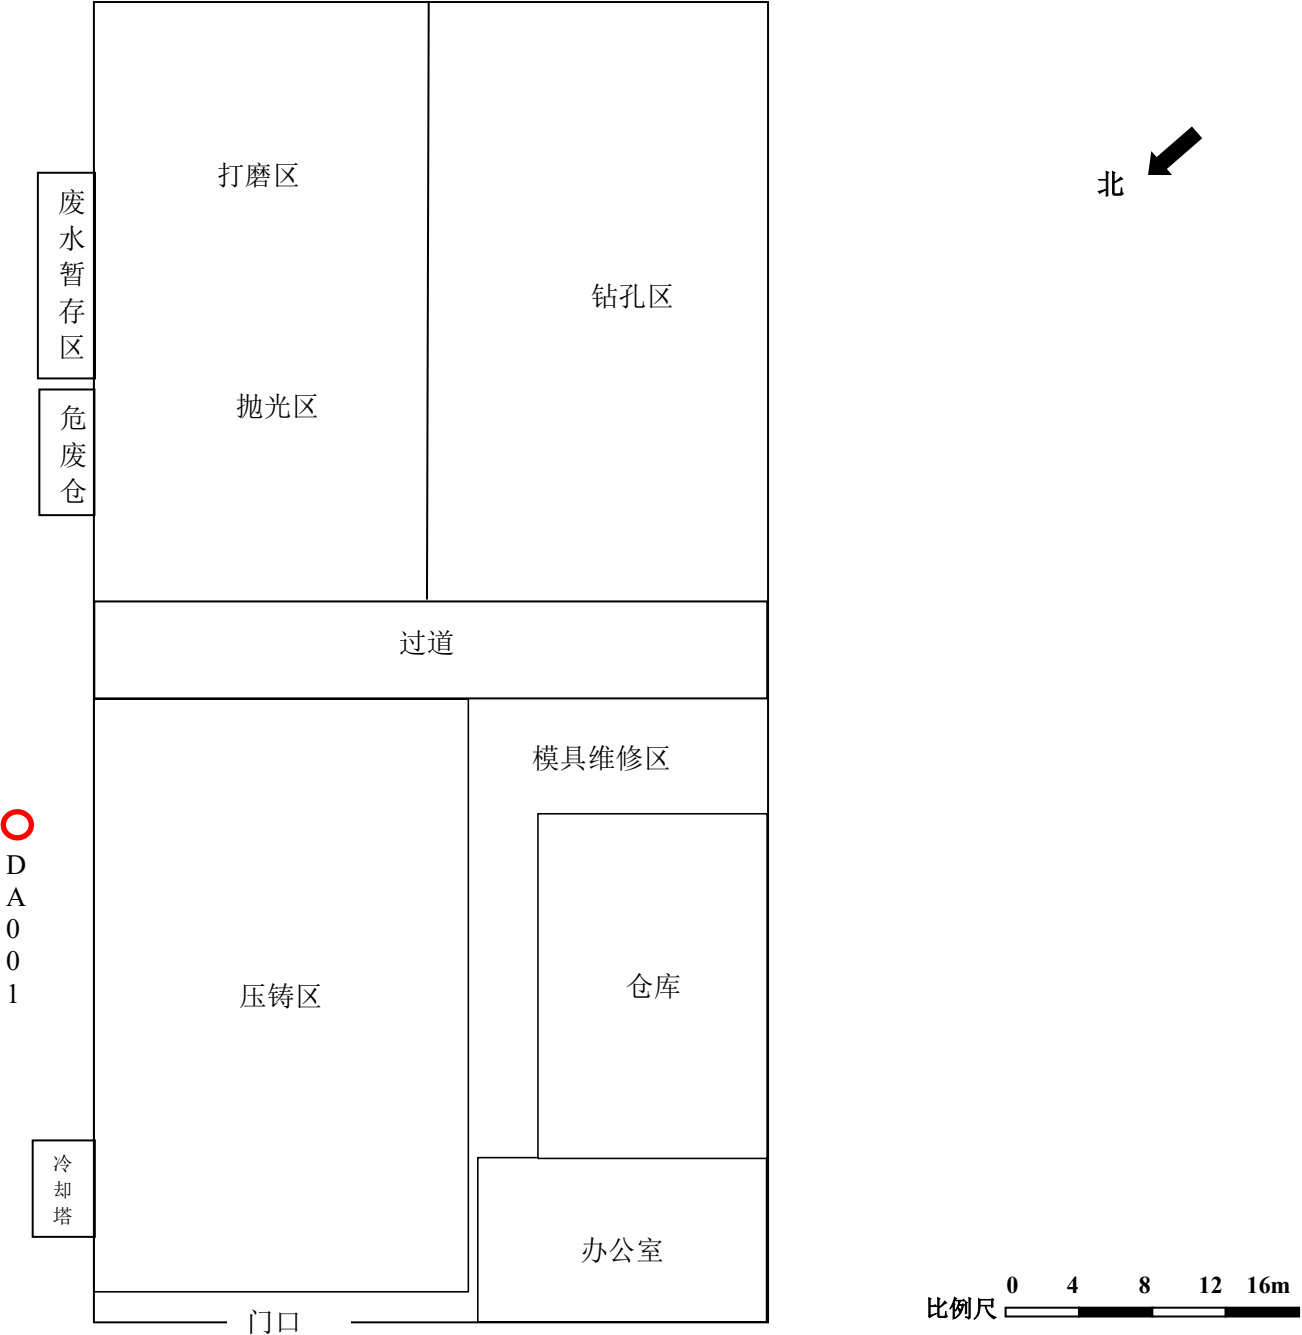 打磨区
北
废水暂存区
钻孔区
抛光区
危废仓
过道
模具维修区
DA001
仓库
压铸区
冷却塔
办公室
门口
0 4 8 12 16m
比例尺